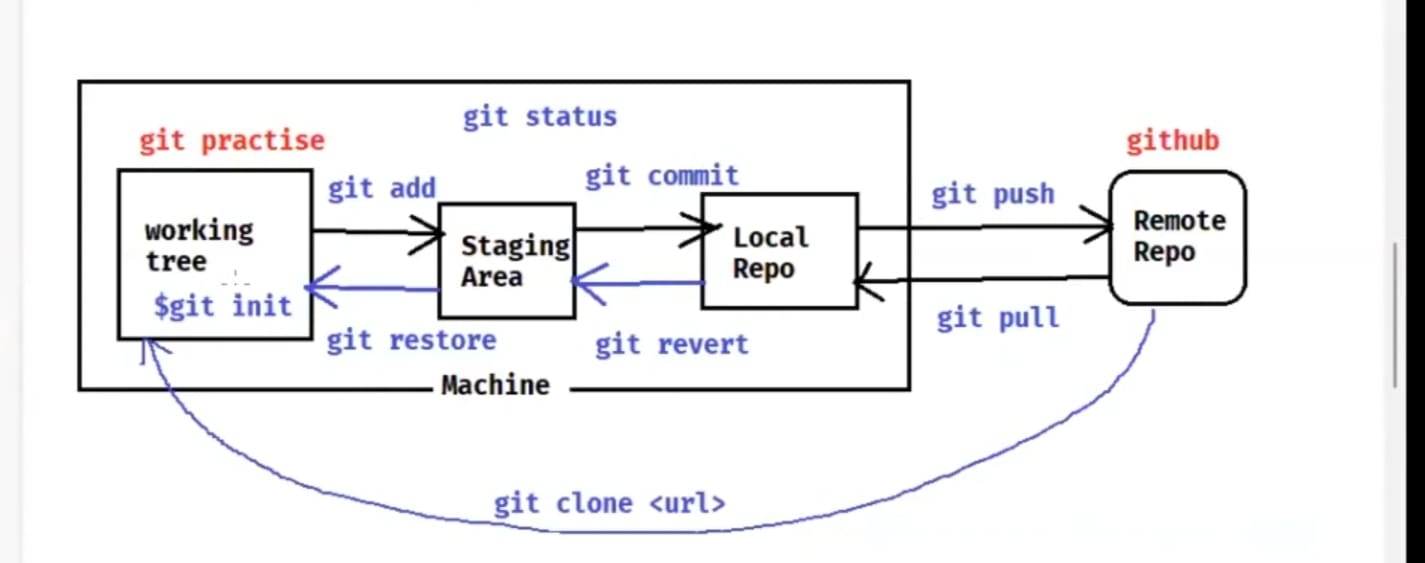 git status
git practise
github
git add
git commit
git push
working
tree
$git init
Staging
Area
Local
Repo
Remote
Repo
git restore
git revert
git pull
Machine
git clone <url>